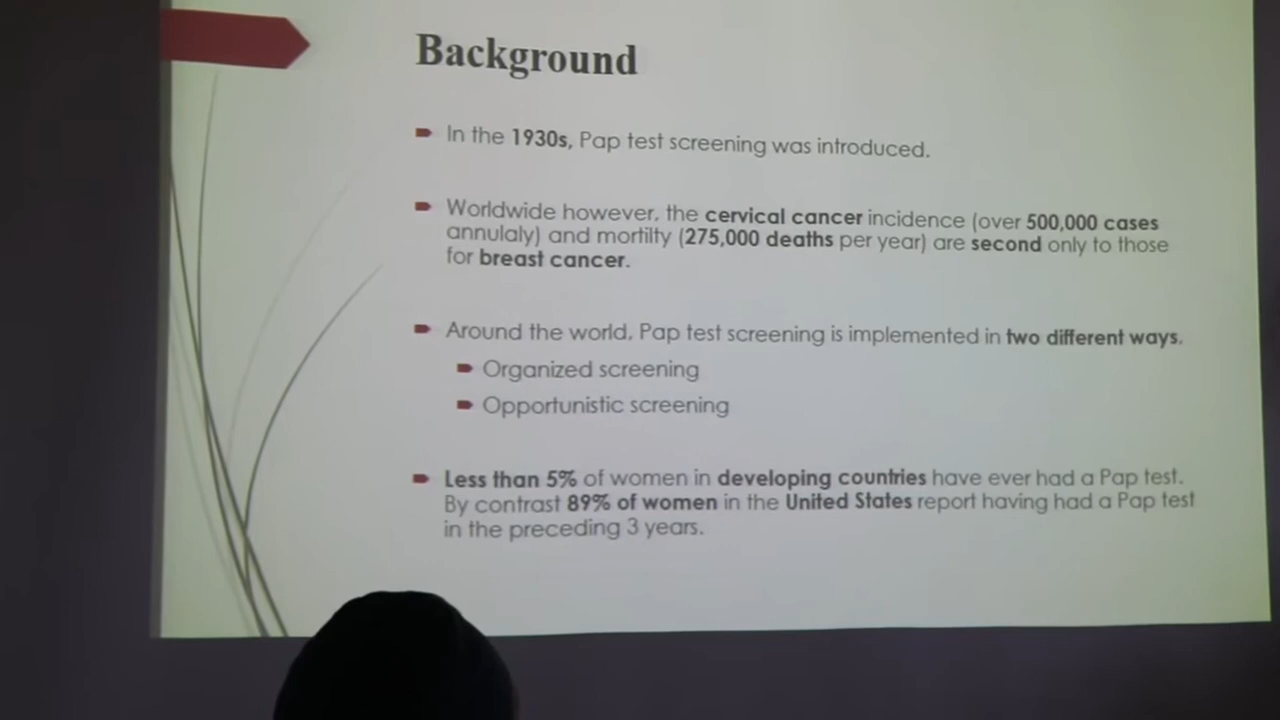 Background
In the 1930s, Pap test screening was introduced.
Worldwide however, the cervical cancer incidence (over 500,000 cases
annulaly) and mortilty (275,000 deaths per year) are second only to those
for breast cancer.
Around the world, Pap test screening is implemented in two different ways.
Organized screening
Opportunistic screening
Less than 5% of women in developing countries have ever had a Pap test.
By contrast 89% of women in the United States report having had a Pap test
in the preceding 3 years.